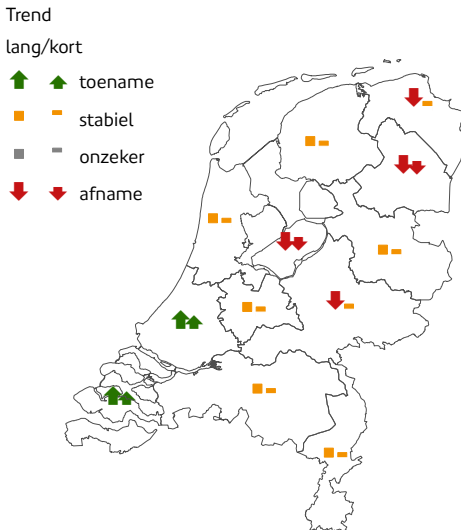 Trend
lang/kort
toename
stabiel
onzeker
afname